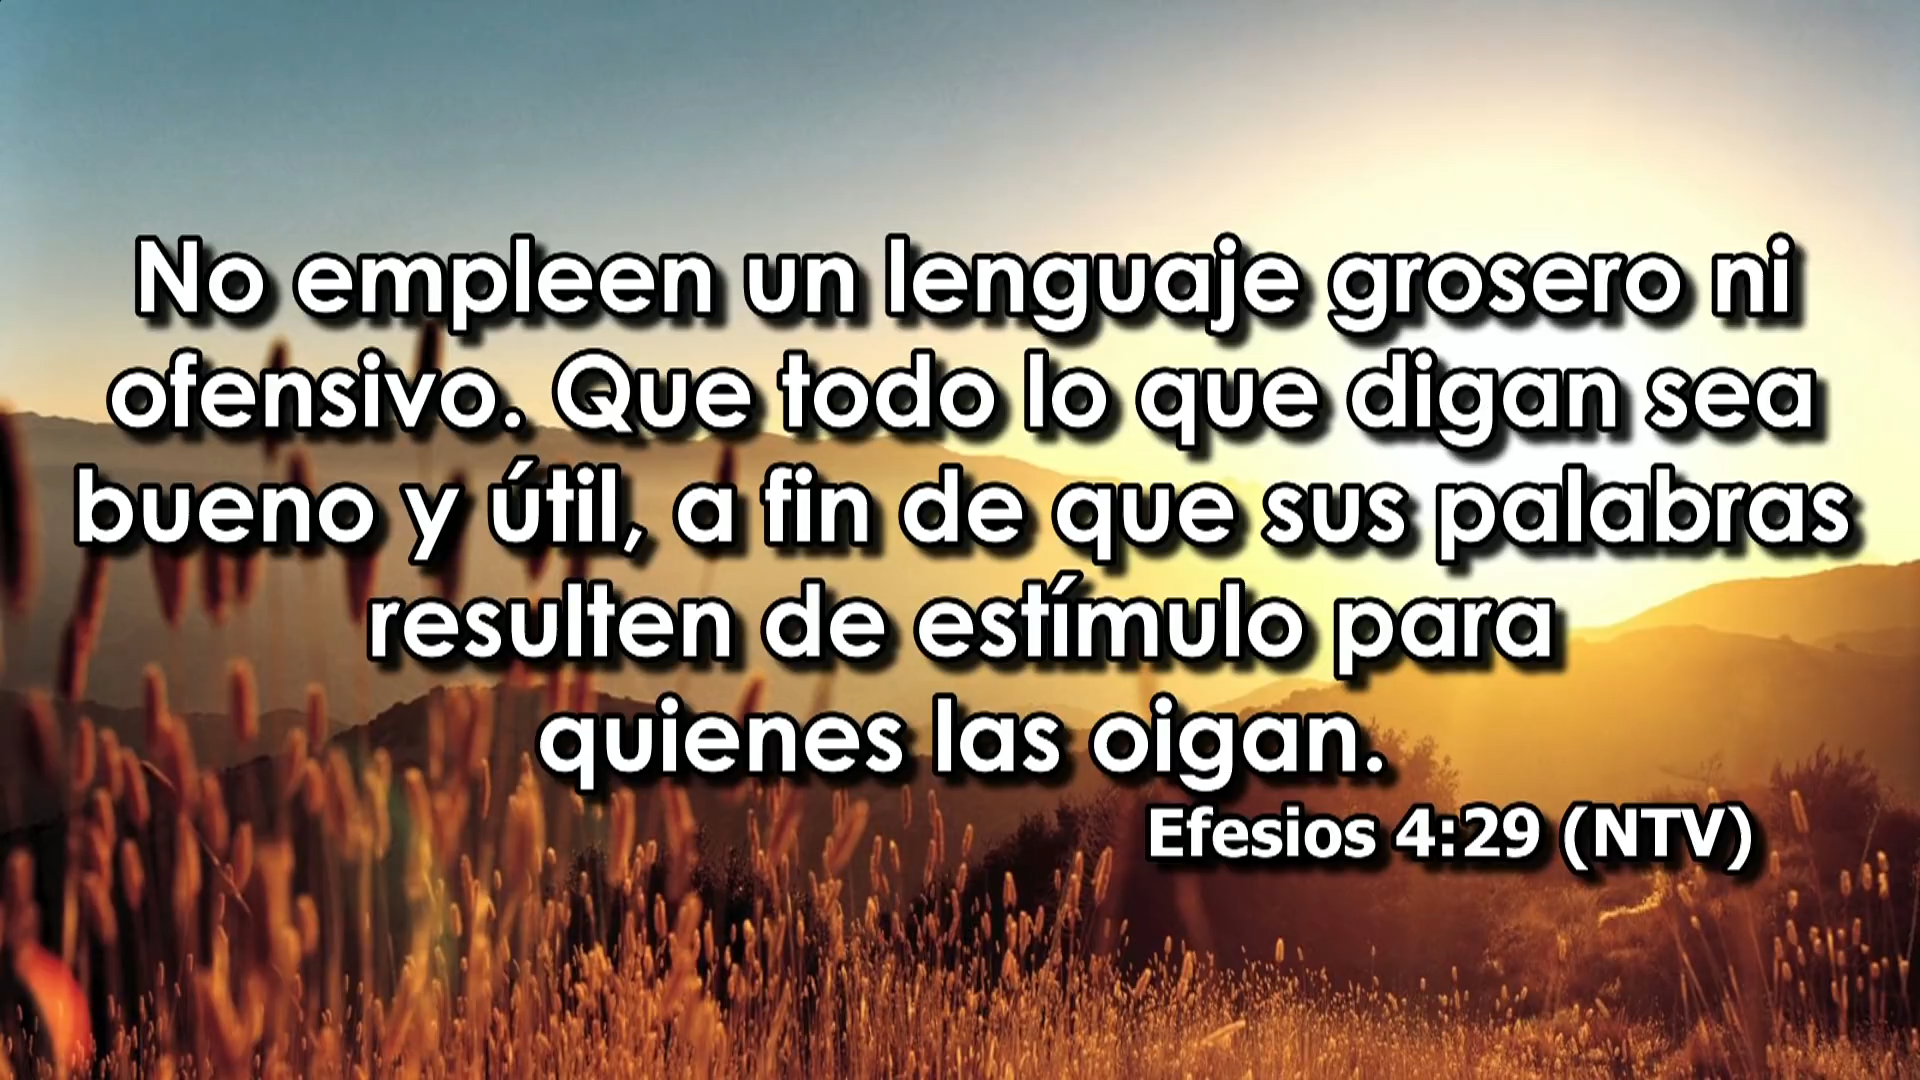 No empleen un lenguaje grosero ni
ofensivo. Que todo lo que digan sea
bueno y útil, a fin de que sus palabras
resulten de estímulo para
quienes las oigan.
Efesios 4:29 (NTV)